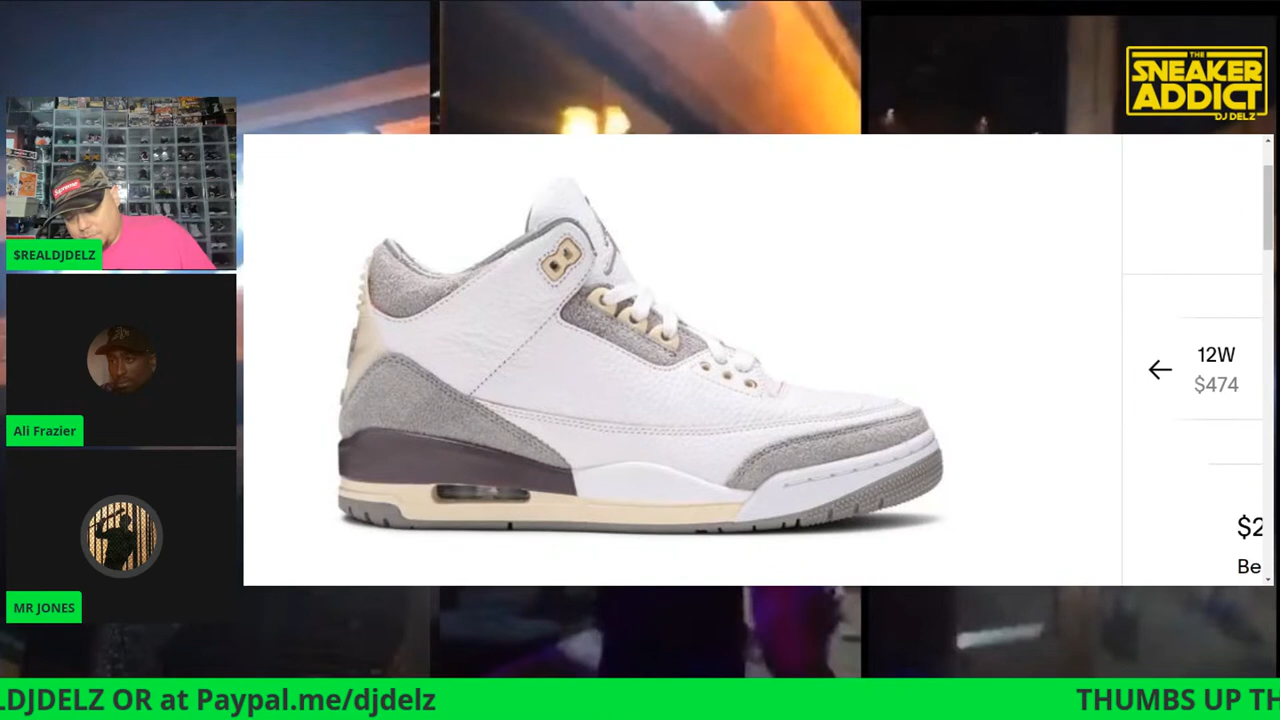 THE
SNEAKER
ADDICT
DJ DELZ
Supreme
$REALDJDELZ
Ali Frazier
MR JONES
12W
$474
$2
Be
LDJDELZ OR at Paypal.me/djdelz
THUMBS UP TH